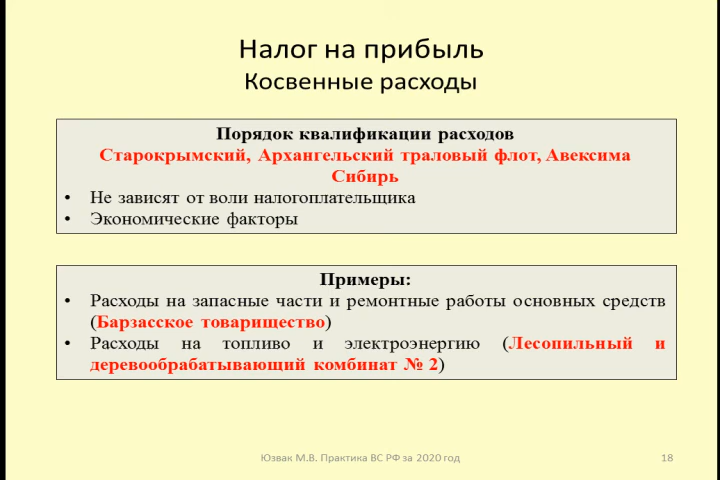 Налог на прибыль
Косвенные расходы
Порядок квалификации расходов
Старокрымский, Архангельский траловый флот, Авексима
Сибирь
• Не зависят от воли налогоплательщика
• Экономические факторы
Примеры:
• Расходы на запасные части и ремонтные работы основных средств
(Барзасское товарищество)
• Расходы на топливо и электроэнергию (Лесопильный и
деревообрабатывающий комбинат № 2)
Юзвак М.В. Практика ВС РФ за 2020 год
18